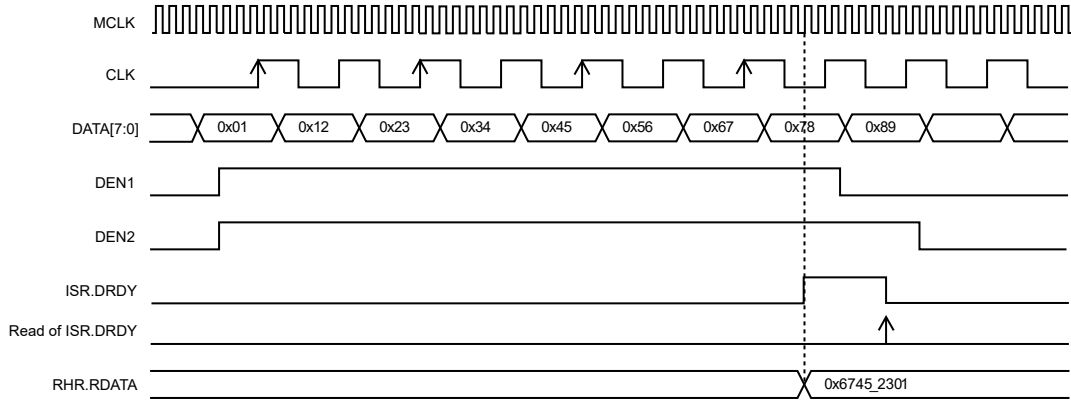 MCLK
CLK
DATA[7:0] 0x01 0x12 0x23 0x34 0x45 0x56 0x67 0x78 0x89
DEN1
DEN2
ISR.DRDY
Read of ISR.DRDY
RHR.RDATA 0x6745_2301